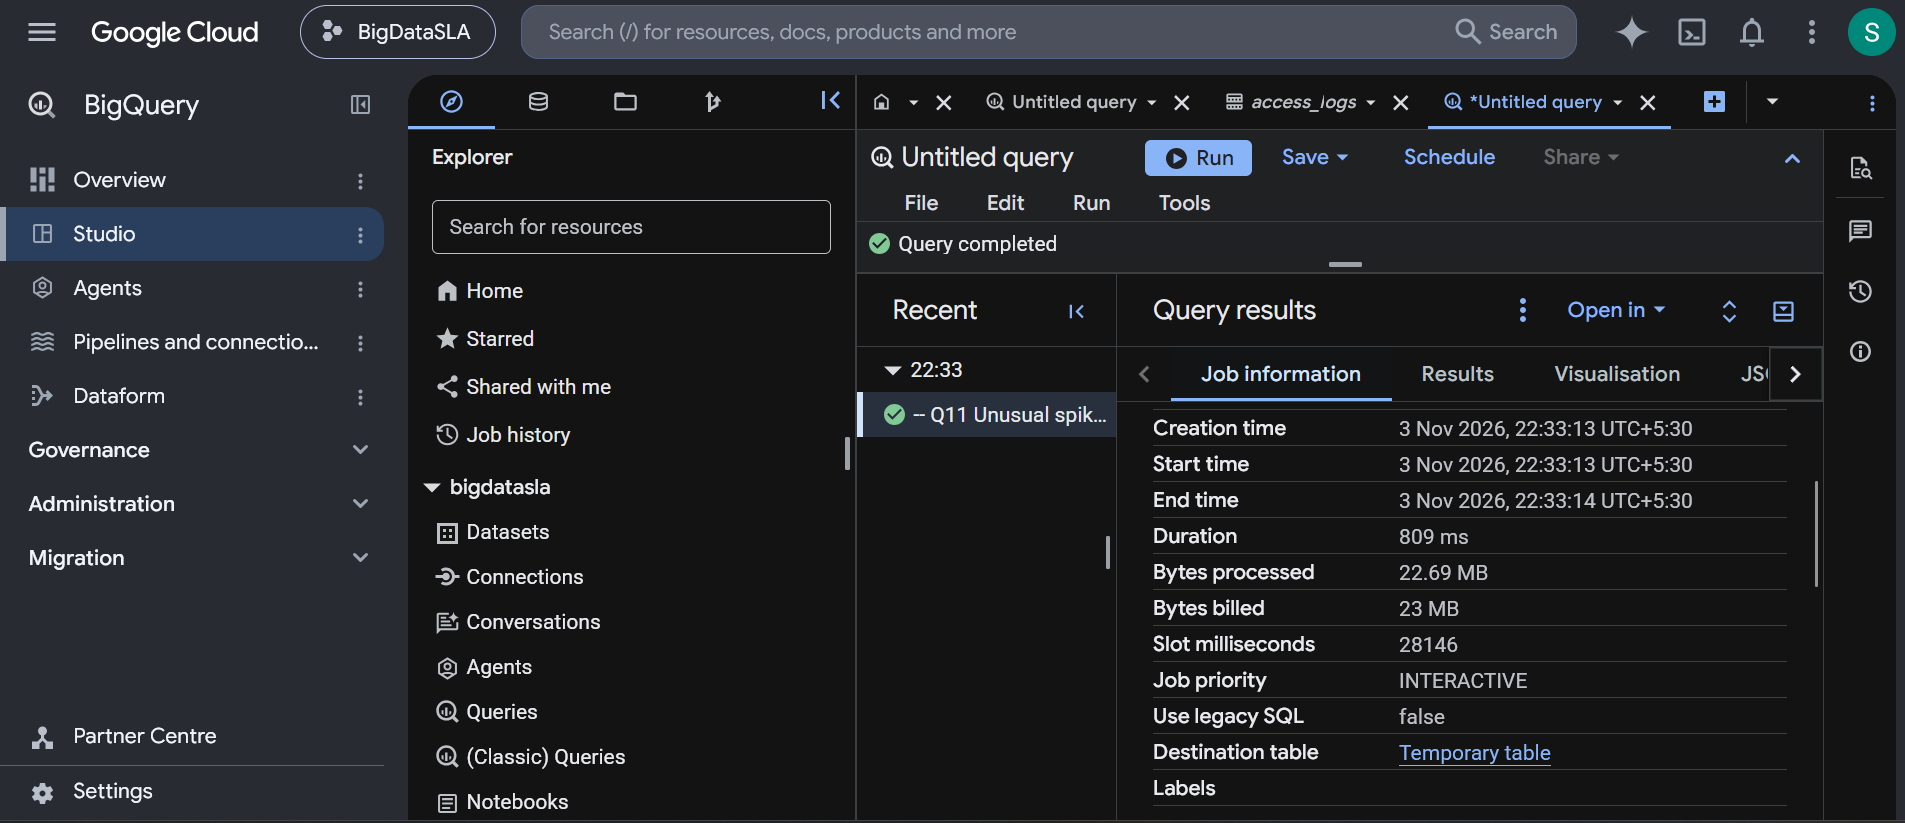 Google Cloud
BigDataSLA
Search (/) for resources, docs, products and more
Search
S
BigQuery
Overview
Studio
Agents
Pipelines and connectio...
Dataform
Governance
Administration
Migration
Partner Centre
Settings
Explorer
Search for resources
Home
Starred
Shared with me
Job history
bigdatasla
Datasets
Connections
Conversations
Agents
Queries
(Classic) Queries
Notebooks
Untitled query
access_logs
*Untitled query
Untitled query
Run
Save
Schedule
Share
File Edit Run Tools
Query completed
Recent
22:33
-- Q11 Unusual spik...
Query results
Open in
Job information
Results
Visualisation
Creation time 3 Nov 2026, 22:33:13 UTC+5:30
Start time 3 Nov 2026, 22:33:13 UTC+5:30
End time 3 Nov 2026, 22:33:14 UTC+5:30
Duration 809 ms
Bytes processed 22.69 MB
Bytes billed 23 MB
Slot milliseconds 28146
Job priority INTERACTIVE
Use legacy SQL false
Destination table Temporary table
Labels